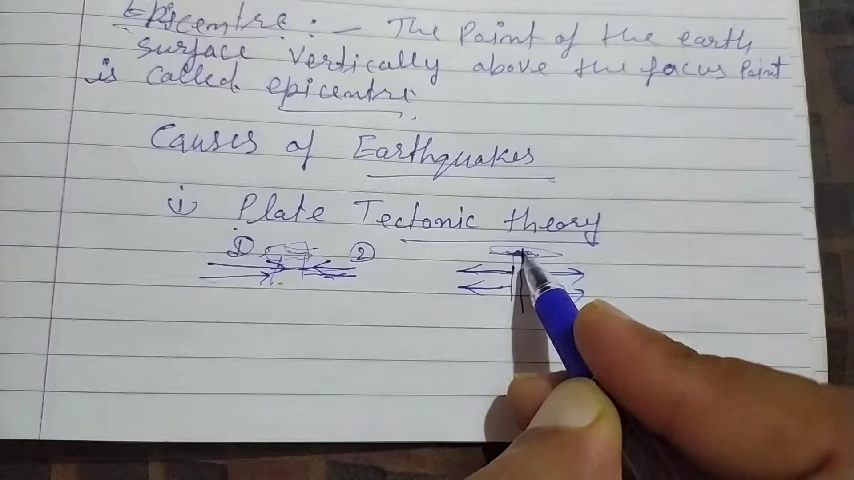 Epicentre :- The Point of the earth
surface vertically above the focus Point
is called epicentre.
Causes of Earthquakes
i) Plate Tectonic theory
① ②